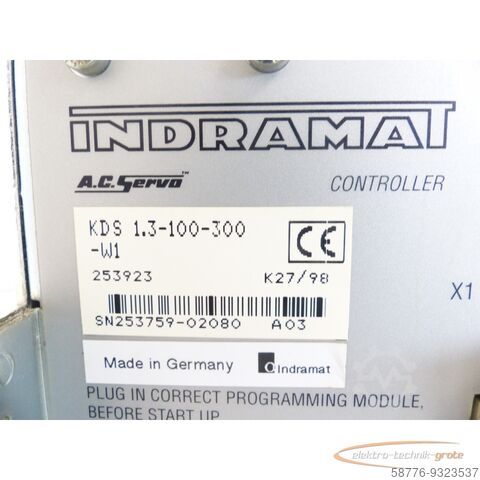 INDRAMAT
A.C. Servo™
CONTROLLER
KDS 1.3-100-300
-W1
CE
253923 K27/98
SN253759-02080 A03
X1
Made in Germany Indramat
PLUG IN CORRECT PROGRAMMING MODULE,
BEFORE START UP
elektro-technik-grote
58776-9323537